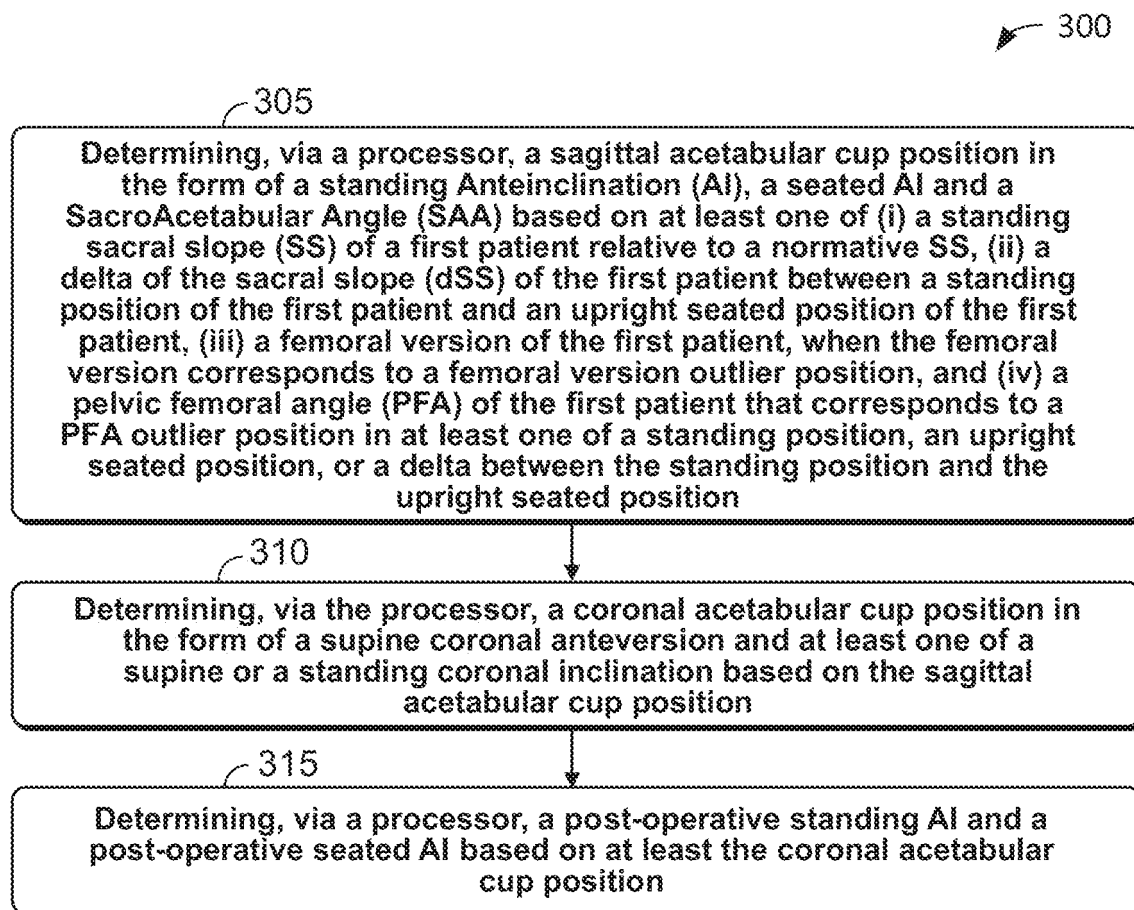 300
305
Determining, via a processor, a sagittal acetabular cup position in
the form of a standing Anteinclination (AI), a seated AI and a
SacroAcetabular Angle (SAA) based on at least one of (i) a standing
sacral slope (SS) of a first patient relative to a normative SS, (ii) a
delta of the sacral slope (dSS) of the first patient between a standing
position of the first patient and an upright seated position of the first
patient, (iii) a femoral version of the first patient, when the femoral
version corresponds to a femoral version outlier position, and (iv) a
pelvic femoral angle (PFA) of the first patient that corresponds to a
PFA outlier position in at least one of a standing position, an upright
seated position, or a delta between the standing position and the
upright seated position
310
Determining, via the processor, a coronal acetabular cup position in
the form of a supine coronal anteversion and at least one of a
supine or a standing coronal inclination based on the sagittal
acetabular cup position
315
Determining, via a processor, a post-operative standing AI and a
post-operative seated AI based on at least the coronal acetabular
cup position